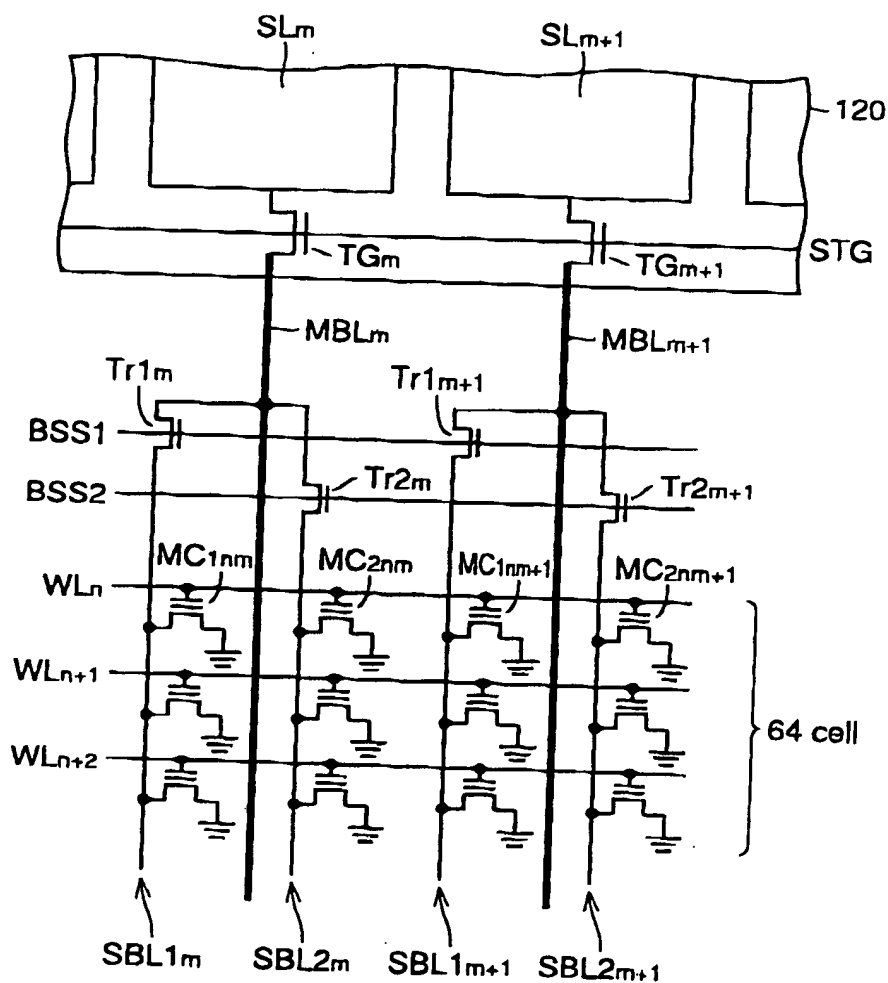 SLm
SLm+1
120
STG
TGm
TGm+1
MBLm
MBLm+1
Tr1m
Tr1m+1
BSS1
BSS2
Tr2m
Tr2m+1
MC1nm
MC2nm
MC1nm+1
MC2nm+1
WLn
WLn+1
WLn+2
64 cell
SBL1m
SBL2m
SBL1m+1
SBL2m+1